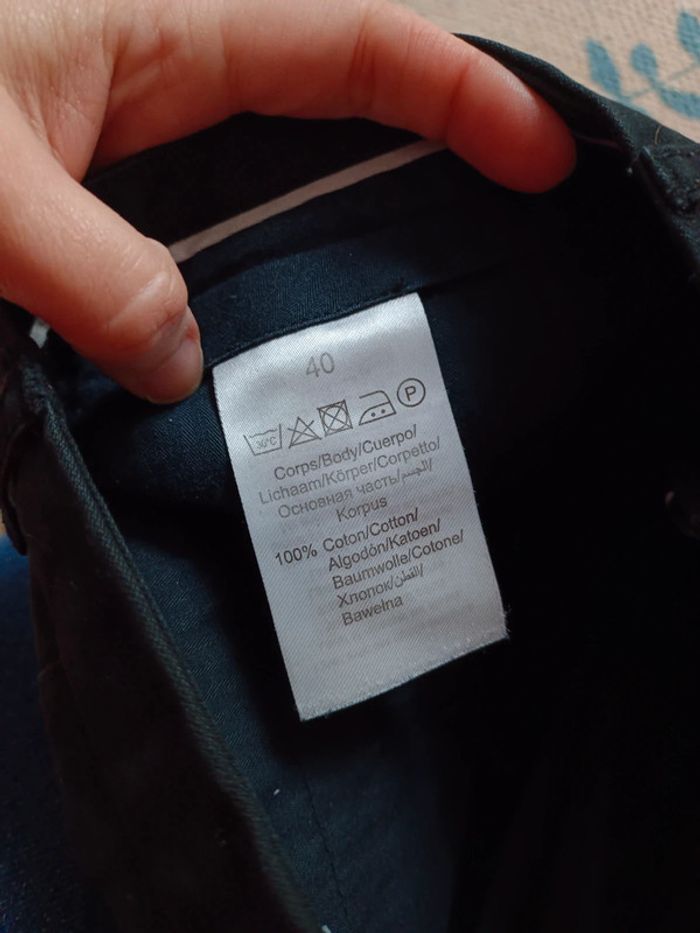 40
30°C P
Corps/Body/Cuerpo/
Lichaam/Körper/Corpetto/
Основная часть/الجسم/
Korpus
100% Coton/Cotton/
Algodón/Katoen/
Baumwolle/Cotone/
Хлопок/القطن/
Bawełna